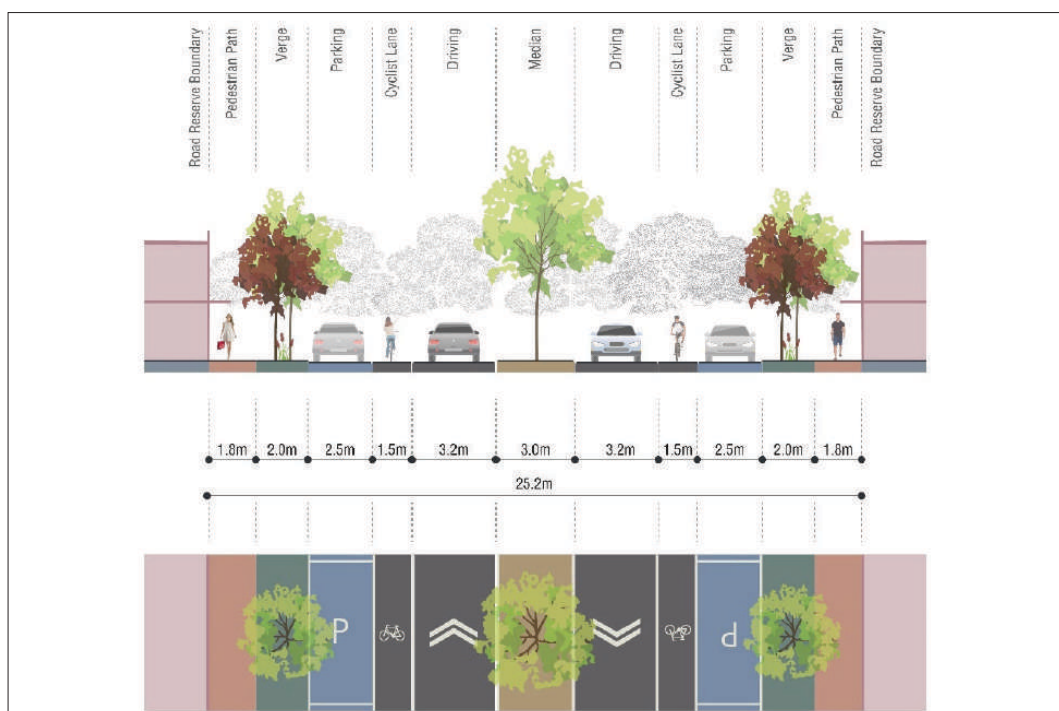 Road Reserve Boundary
Pedestrian Path
Verge
Parking
Cyclist Lane
Driving
Median
Driving
Cyclist Lane
Parking
Verge
Pedestrian Path
Road Reserve Boundary
1.8m 2.0m 2.5m 1.5m 3.2m 3.0m 3.2m 1.5m 2.5m 2.0m 1.8m
25.2m
P P